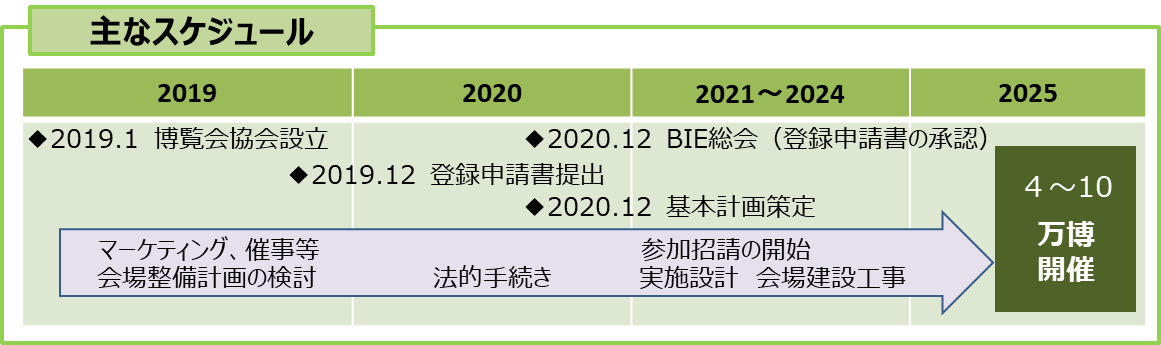 主なスケジュール
2019 2020 2021～2024 2025
◆2019.1 博覧会協会設立 ◆2020.12 BIE総会（登録申請書の承認）
◆2019.12 登録申請書提出
◆2020.12 基本計画策定
４～10
万博
開催
マーケティング、催事等 参加招請の開始
会場整備計画の検討 法的手続き 実施設計 会場建設工事